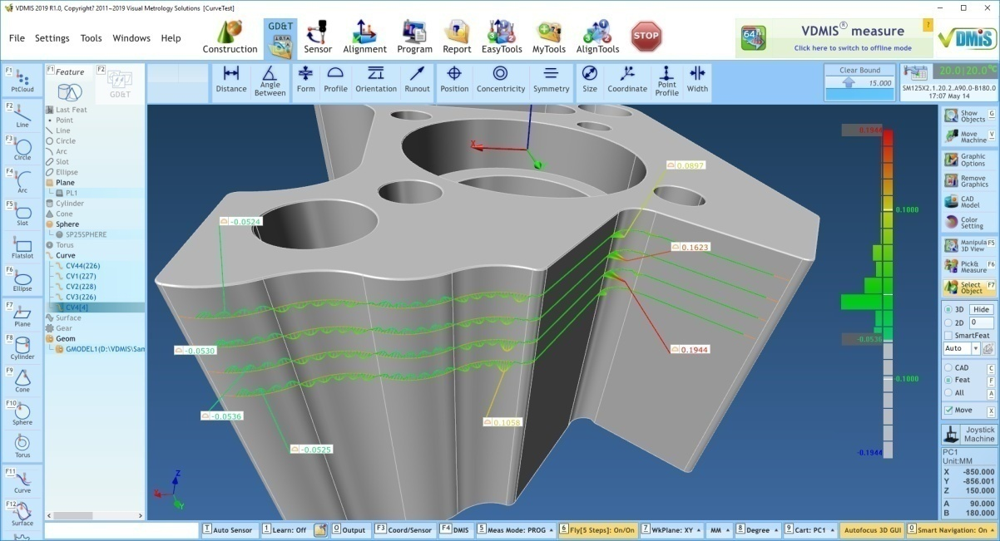 VDMIS 2019 R1.0, Copyright? 2011~2019 Visual Metrology Solutions [CurveTest]
File Settings Tools Windows Help
Construction
GD&T
Sensor
Alignment
Program
Report
EasyTools
MyTools
AlignTools
STOP
64
VDMIS® measure
Click here to switch to offline mode
?
VDMIS
F1 PtCloud
F2 Line
F3 Circle
F4 Arc
F5 Slot
Flatslot
F6 Ellipse
F7 Plane
F8 Cylinder
F9 Cone
F10 Sphere
Torus
F11 Curve
F12 Surface
F1 Feature
F2 GD&T
Last Feat
Point
Line
Circle
Arc
Slot
Ellipse
Plane
PL1
Cylinder
Cone
Sphere
SP25SPHERE
Torus
Curve
CV44(226)
CV1(227)
CV2(228)
CV3(226)
CV4[4]
Surface
Gear
Geom
GMODEL1(D:\VDMIS\Sam
Distance
Angle Between
Form
Profile
Orientation
Runout
Position
Concentricity
Symmetry
Size
Coordinate
Point Profile
Width
Clear Bound
15.000
20.0|20.0°C
SM125X2.1.20.2.A90.0-B180.0
17:07 May 14
X
0.0897
-0.0524
0.1623
0.1944
-0.0530
-0.0536
0.1058
-0.0525
0.1944
0.1000
-0.0536
-0.1000
-0.1944
Z
X
Y
Show Objects G
Move Machine V
Graphic Options
Remove Graphics
CAD Model
Color Setting
Manipula 3D View F5
Pick& Measure F6
Select Object F7
3D Hide
2D 0
SmartFeat
Auto
CAD C
Feat F
All A
Move X
Joystick Machine
PC1
Unit:MM
X -850.000
Y -856.001
Z 150.000
A 90.000
B 180.000
T Auto Sensor
1 Learn: Off
O Output
F3 Coord/Sensor
F4 DMIS
5 Meas Mode: PROG
6 Fly[5 Steps]: On/On
7 WkPlane: XY
MM
8 Degree
9 Cart: PC1
Autofocus 3D GUI
0 Smart Navigation: On